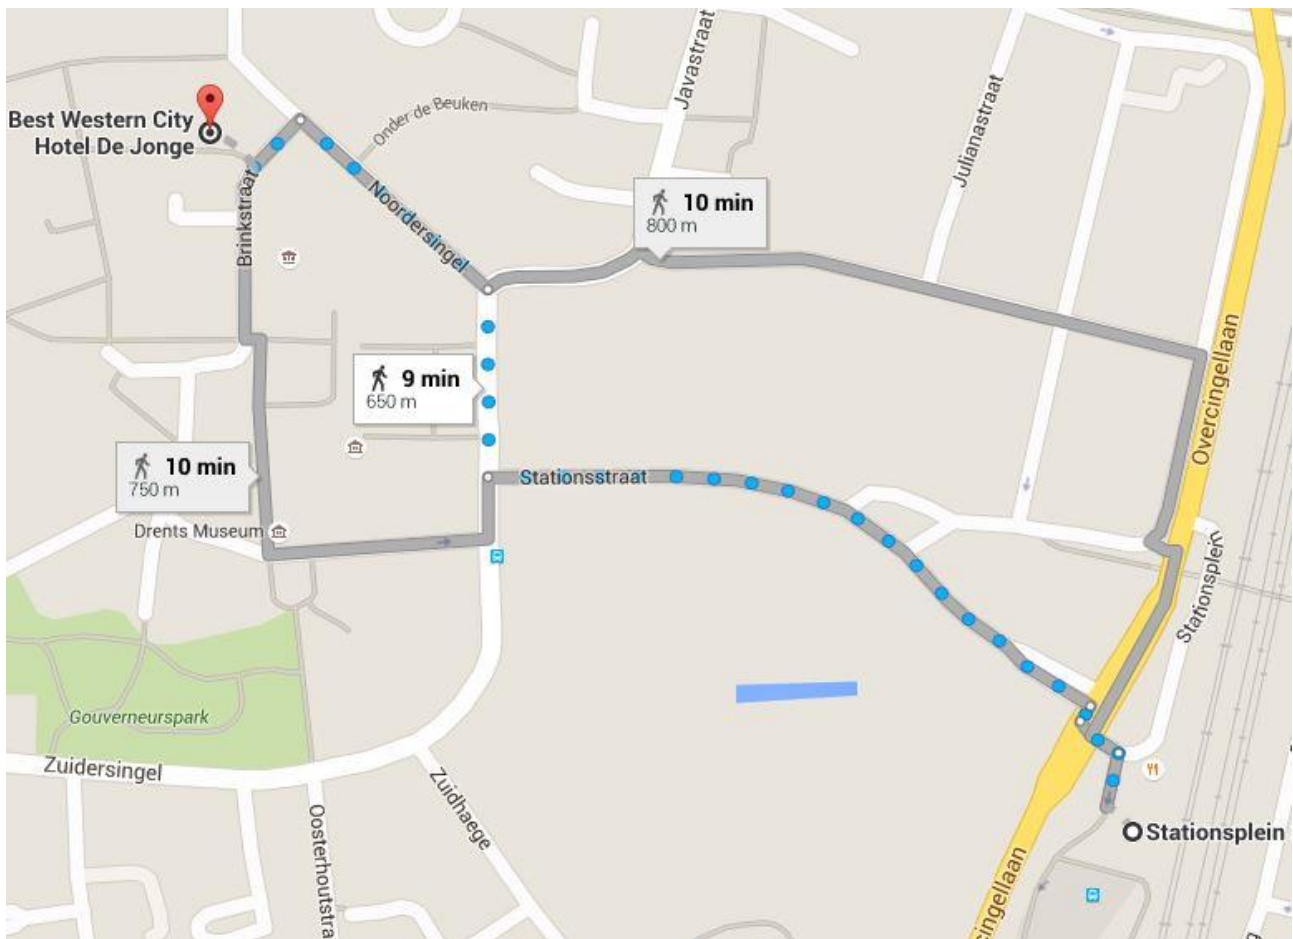 Best Western City
Hotel De Jonge
Onder de Beuken
Javastraat
Julianastraat
Brinkstraat
Noordersingel
10 min
800 m
9 min
650 m
Overcingellaan
10 min
750 m
Stationsstraat
Drents Museum
Stationsplein
Gouverneurspark
Zuidersingel
Zuidhaege
Oosterhoutstra
Stationsplein
singellaan